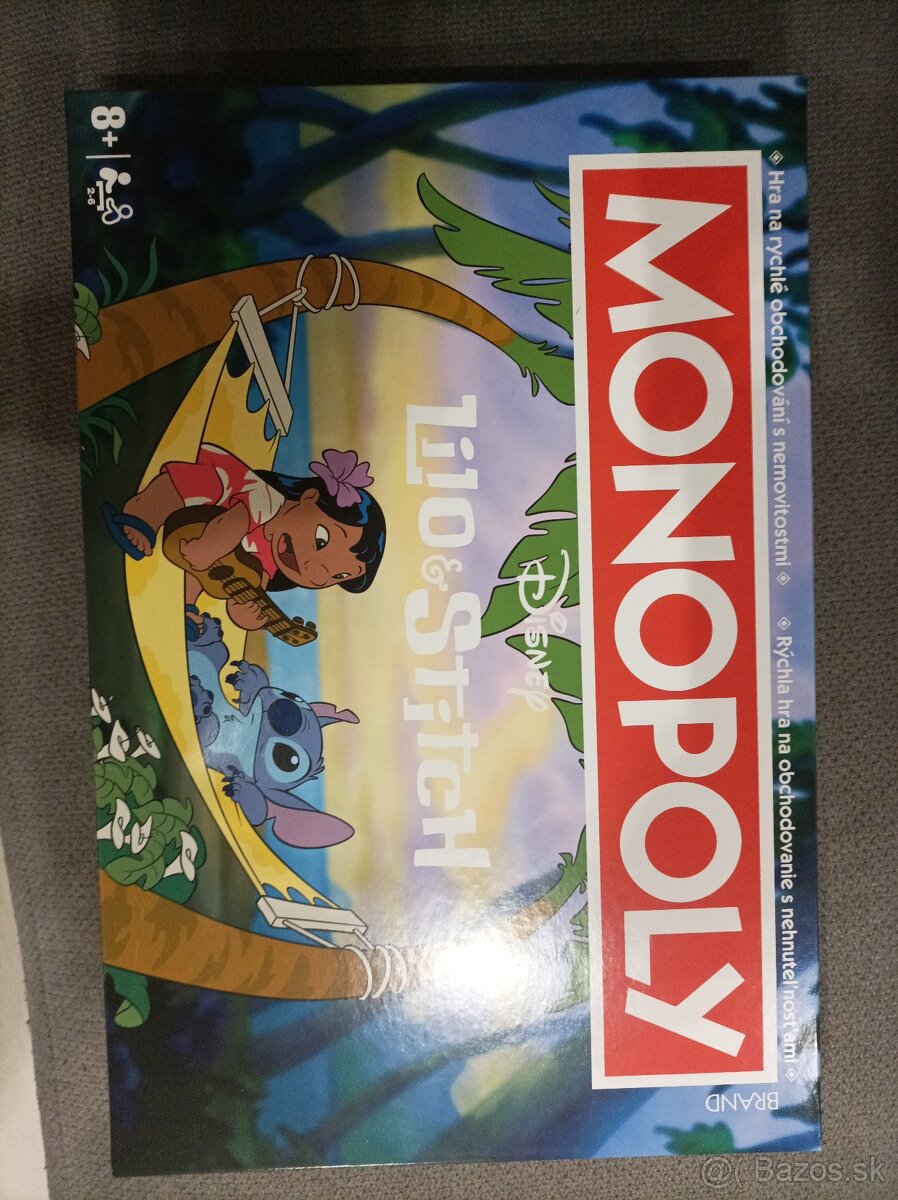 ◈ Hra na rychlé obchodování s nemovitostmi ◈ ◈ Rýchla hra na obchodovanie s nehnuteľnosťami ◈
BRAND
MONOPOLY
Disney
Lilo & Stitch
8+
2-6
@( Bazos.sk